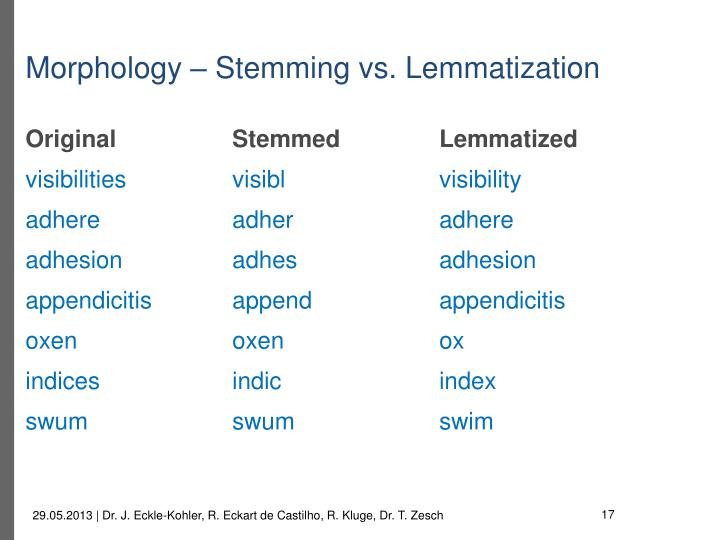 Morphology – Stemming vs. Lemmatization
Original Stemmed Lemmatized
visibilities visibl visibility
adhere adher adhere
adhesion adhes adhesion
appendicitis append appendicitis
oxen oxen ox
indices indic index
swum swum swim
29.05.2013 | Dr. J. Eckle-Kohler, R. Eckart de Castilho, R. Kluge, Dr. T. Zesch 17